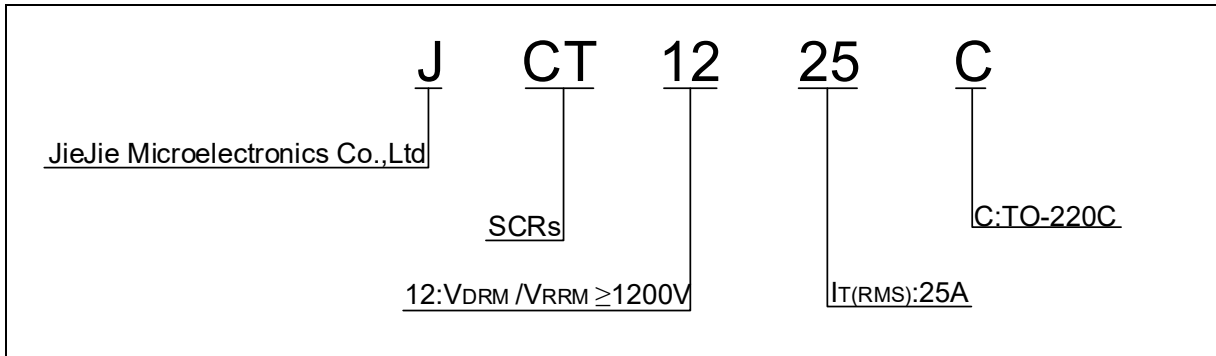 J CT 12 25 C
JieJie Microelectronics Co.,Ltd
SCRs
C:TO-220C
12:VDRM /VRRM ≥1200V
IT(RMS):25A